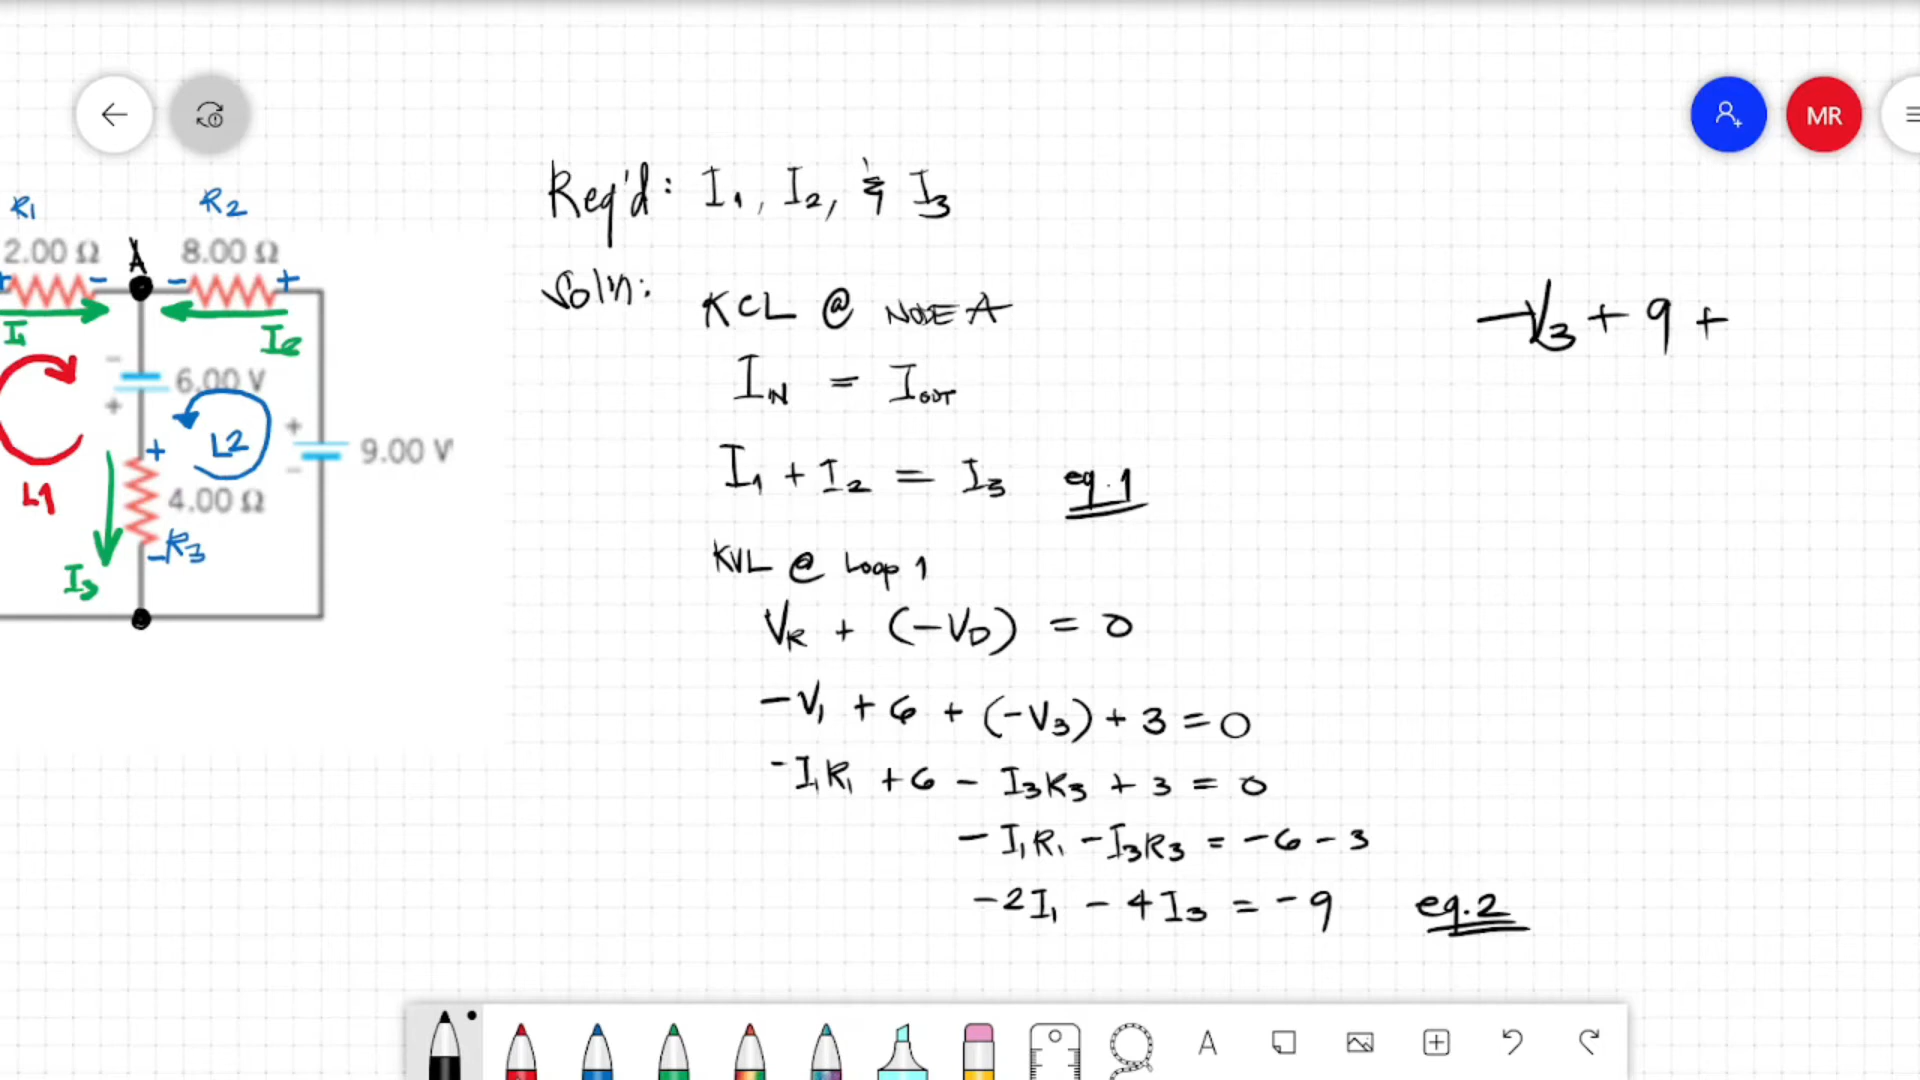 MR
R1
R2
2.00 Ω
A
8.00 Ω
+
-
-
+
I1
I2
-
6.00 V
+
L2
+
-
9.00 V
+
L1
4.00 Ω
-R3
I3
Req'd: I1, I2, & I3
Soln:
KCL @ NODE A
IIN = IOUT
I1 + I2 = I3 eq.1
KVL @ Loop 1
VR + (-VD) = 0
-V1 + 6 + (-V3) + 3 = 0
-I1R1 + 6 - I3R3 + 3 = 0
-I1R1 - I3R3 = -6 - 3
-2I1 - 4I3 = -9 eq.2
-V3 + 9 +
A